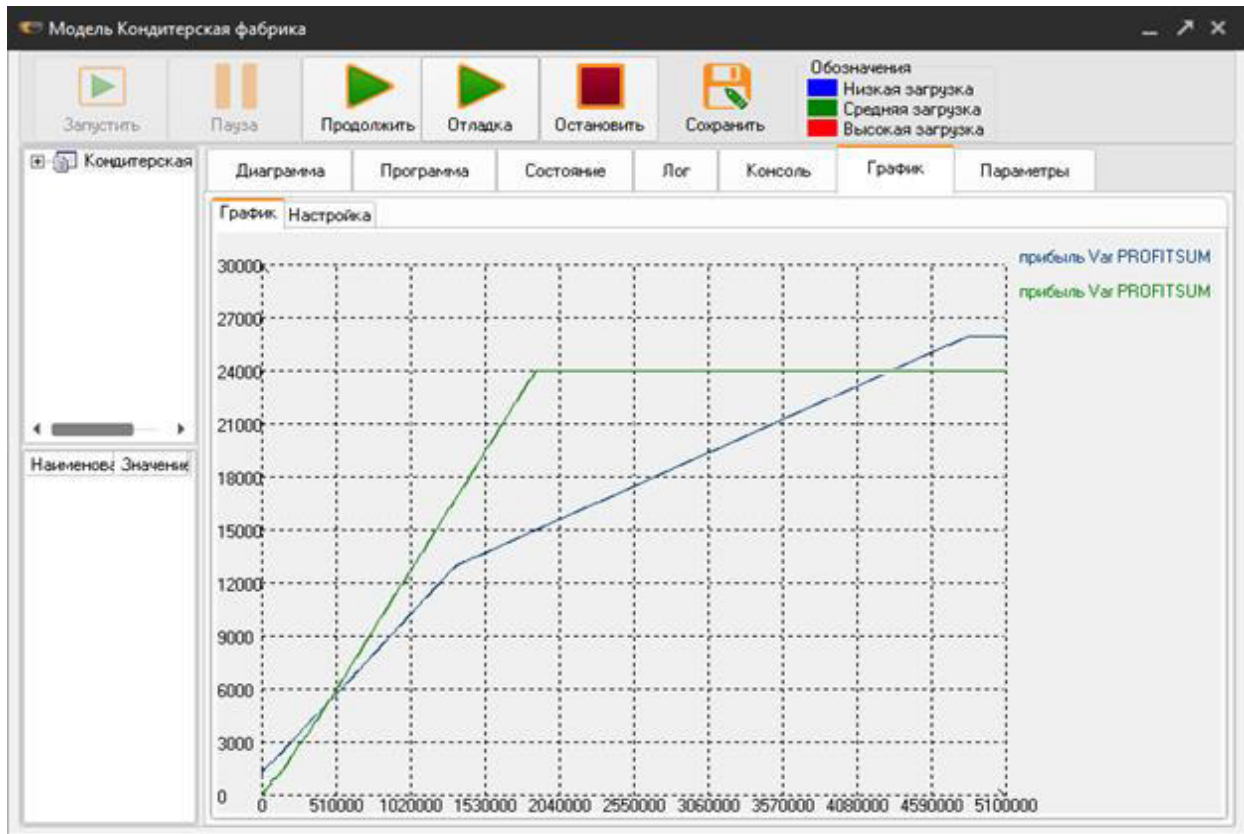 Модель Кондитерская фабрика
Запустить
Пауза
Продолжить
Отладка
Остановить
Сохранить
Обозначения
Низкая загрузка
Средняя загрузка
Высокая загрузка
Кондитерская
Диаграмма
Программа
Состояние
Лог
Консоль
График
Параметры
График
Настройка
Наименова
Значение
прибыль Var PROFITSUM
прибыль Var PROFITSUM
30000
27000
24000
21000
18000
15000
12000
9000
6000
3000
0
0 510000 1020000 1530000 2040000 2550000 3060000 3570000 4080000 4590000 5100000